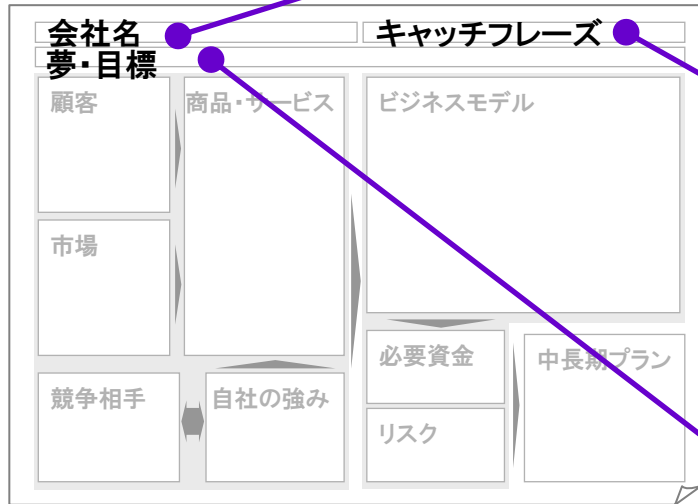 会社名
キャッチフレーズ
夢・目標
顧客
商品・サービス
ビジネスモデル
市場
必要資金
中長期プラン
競争相手
自社の強み
リスク